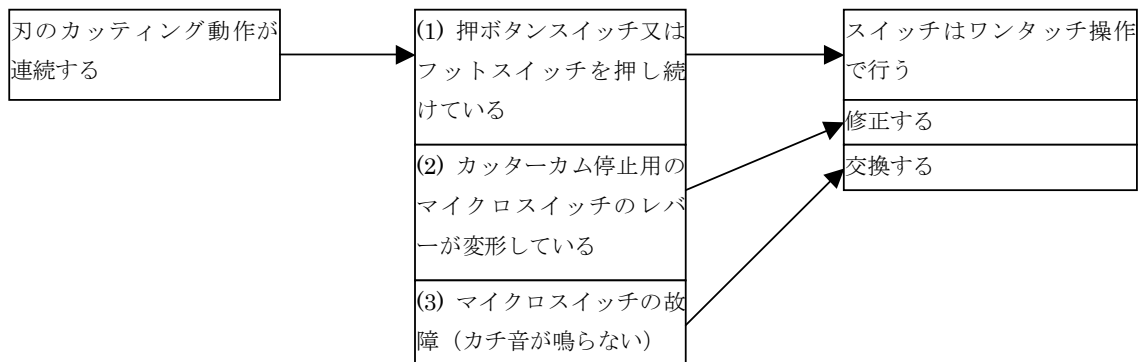 刃のカッティング動作が
連続する
(1) 押ボタンスイッチ又は
フットスイッチを押し続
けている
(2) カッターカム停止用の
マイクロスイッチのレバ
ーが変形している
(3) マイクロスイッチの故
障（カチ音が鳴らない）
スイッチはワンタッチ操作
で行う
修正する
交換する